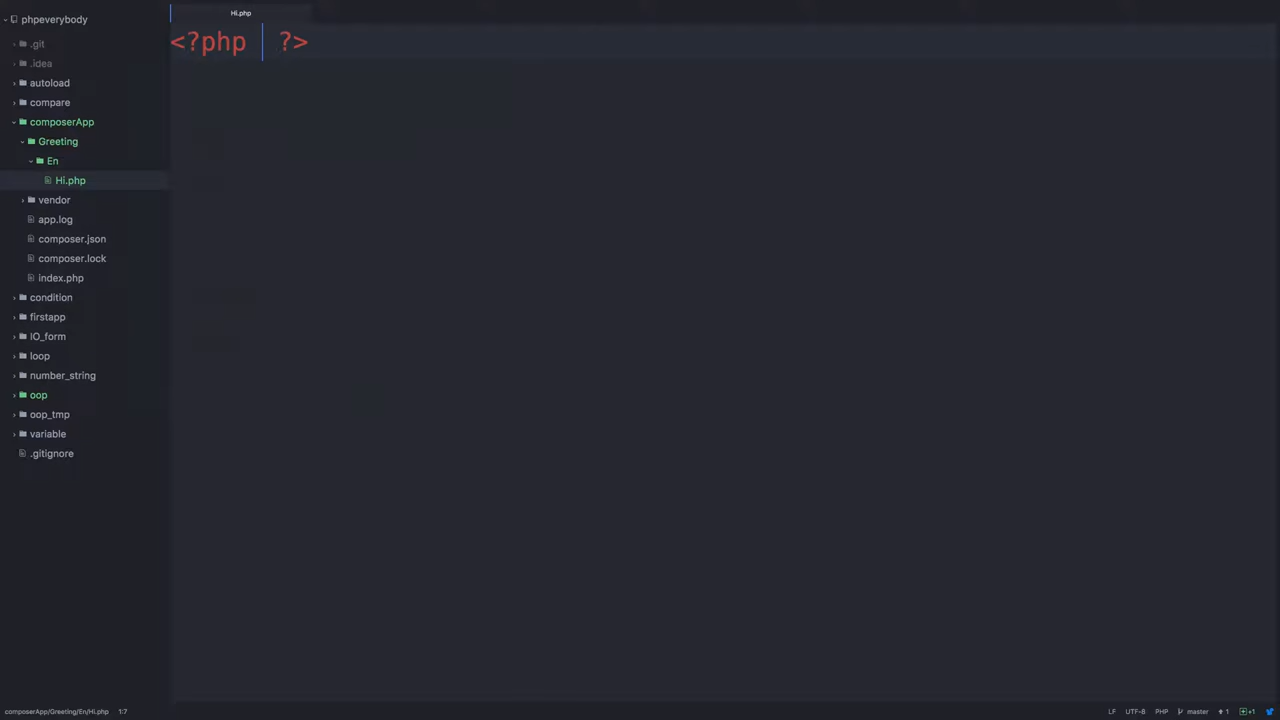 phpeverybody
.git
.idea
autoload
compare
composerApp
Greeting
En
Hi.php
vendor
app.log
composer.json
composer.lock
index.php
condition
firstapp
IO_form
loop
number_string
oop
oop_tmp
variable
.gitignore
Hi.php
<?php  ?>
composerApp/Greeting/En/Hi.php 1:7
LF UTF-8 PHP master 1 +1